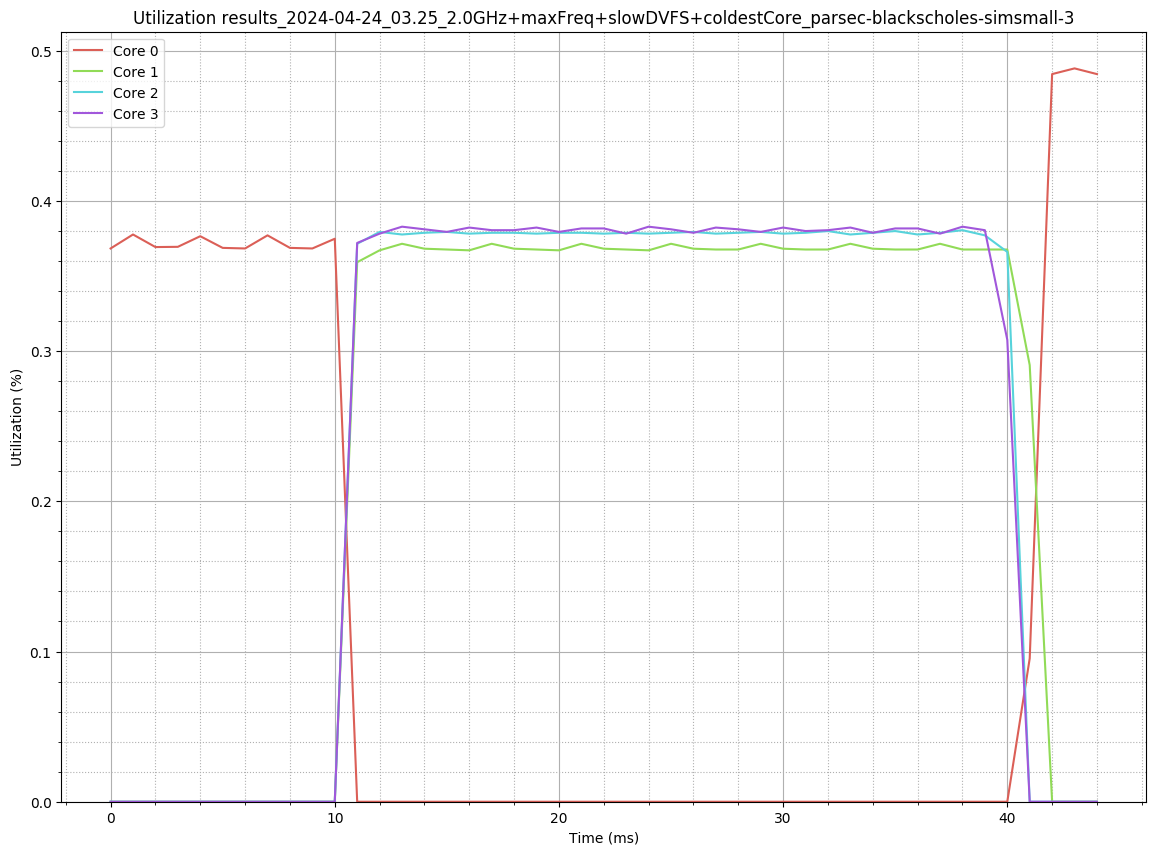 Utilization results_2024-04-24_03.25_2.0GHz+maxFreq+slowDVFS+coldestCore_parsec-blackscholes-simsmall-3
Core 0
Core 1
Core 2
Core 3
0.5
0.4
0.3
0.2
0.1
0.0
Utilization (%)
0 10 20 30 40
Time (ms)